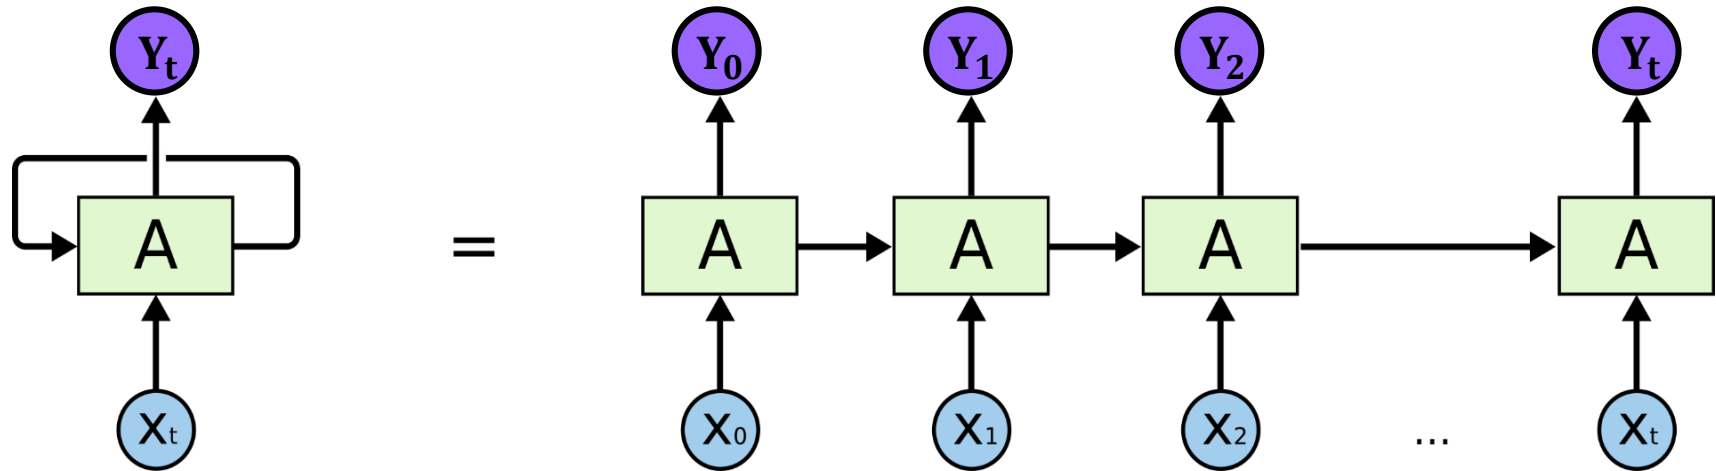 Yt Y0 Y1 Y2 Yt
A = A A A A
Xt X0 X1 X2 ... Xt